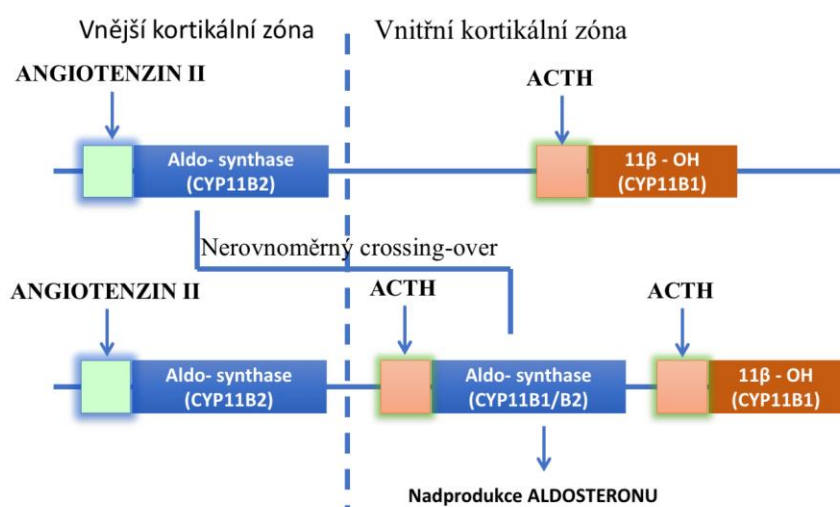 Vnější kortikální zóna
Vnitřní kortikální zóna
ANGIOTENZIN II
ACTH
Aldo- synthase
(CYP11B2)
11β - OH
(CYP11B1)
Nerovnoměrný crossing-over
ANGIOTENZIN II
ACTH
ACTH
Aldo- synthase
(CYP11B2)
Aldo- synthase
(CYP11B1/B2)
11β - OH
(CYP11B1)
Nadprodukce ALDOSTERONU